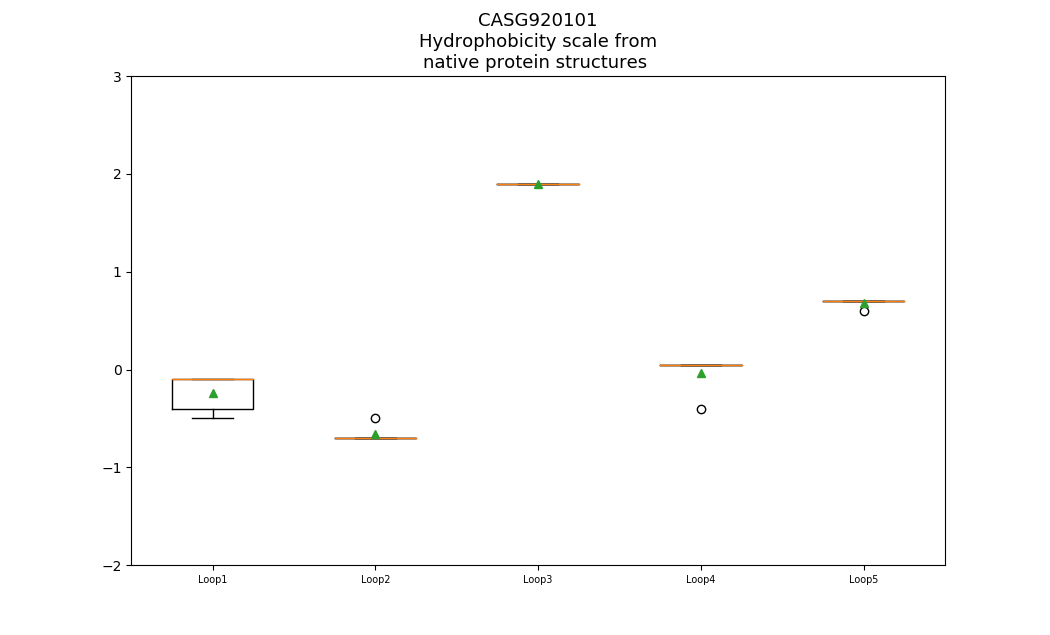 CASG920101
Hydrophobicity scale from
native protein structures
3
2
1
0
−1
−2
Loop1 Loop2 Loop3 Loop4 Loop5